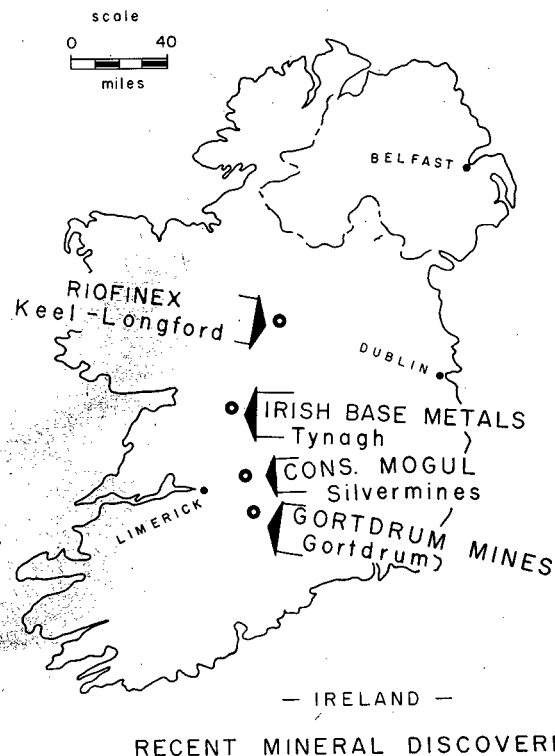 scale
0 40
miles
BELFAST
RIOFINEX
Keel-Longford
DUBLIN
IRISH BASE METALS
Tynagh
CONS. MOGUL
Silvermines
LIMERICK
GORTDRUM MINES
Gortdrum
— IRELAND —
RECENT MINERAL DISCOVERI